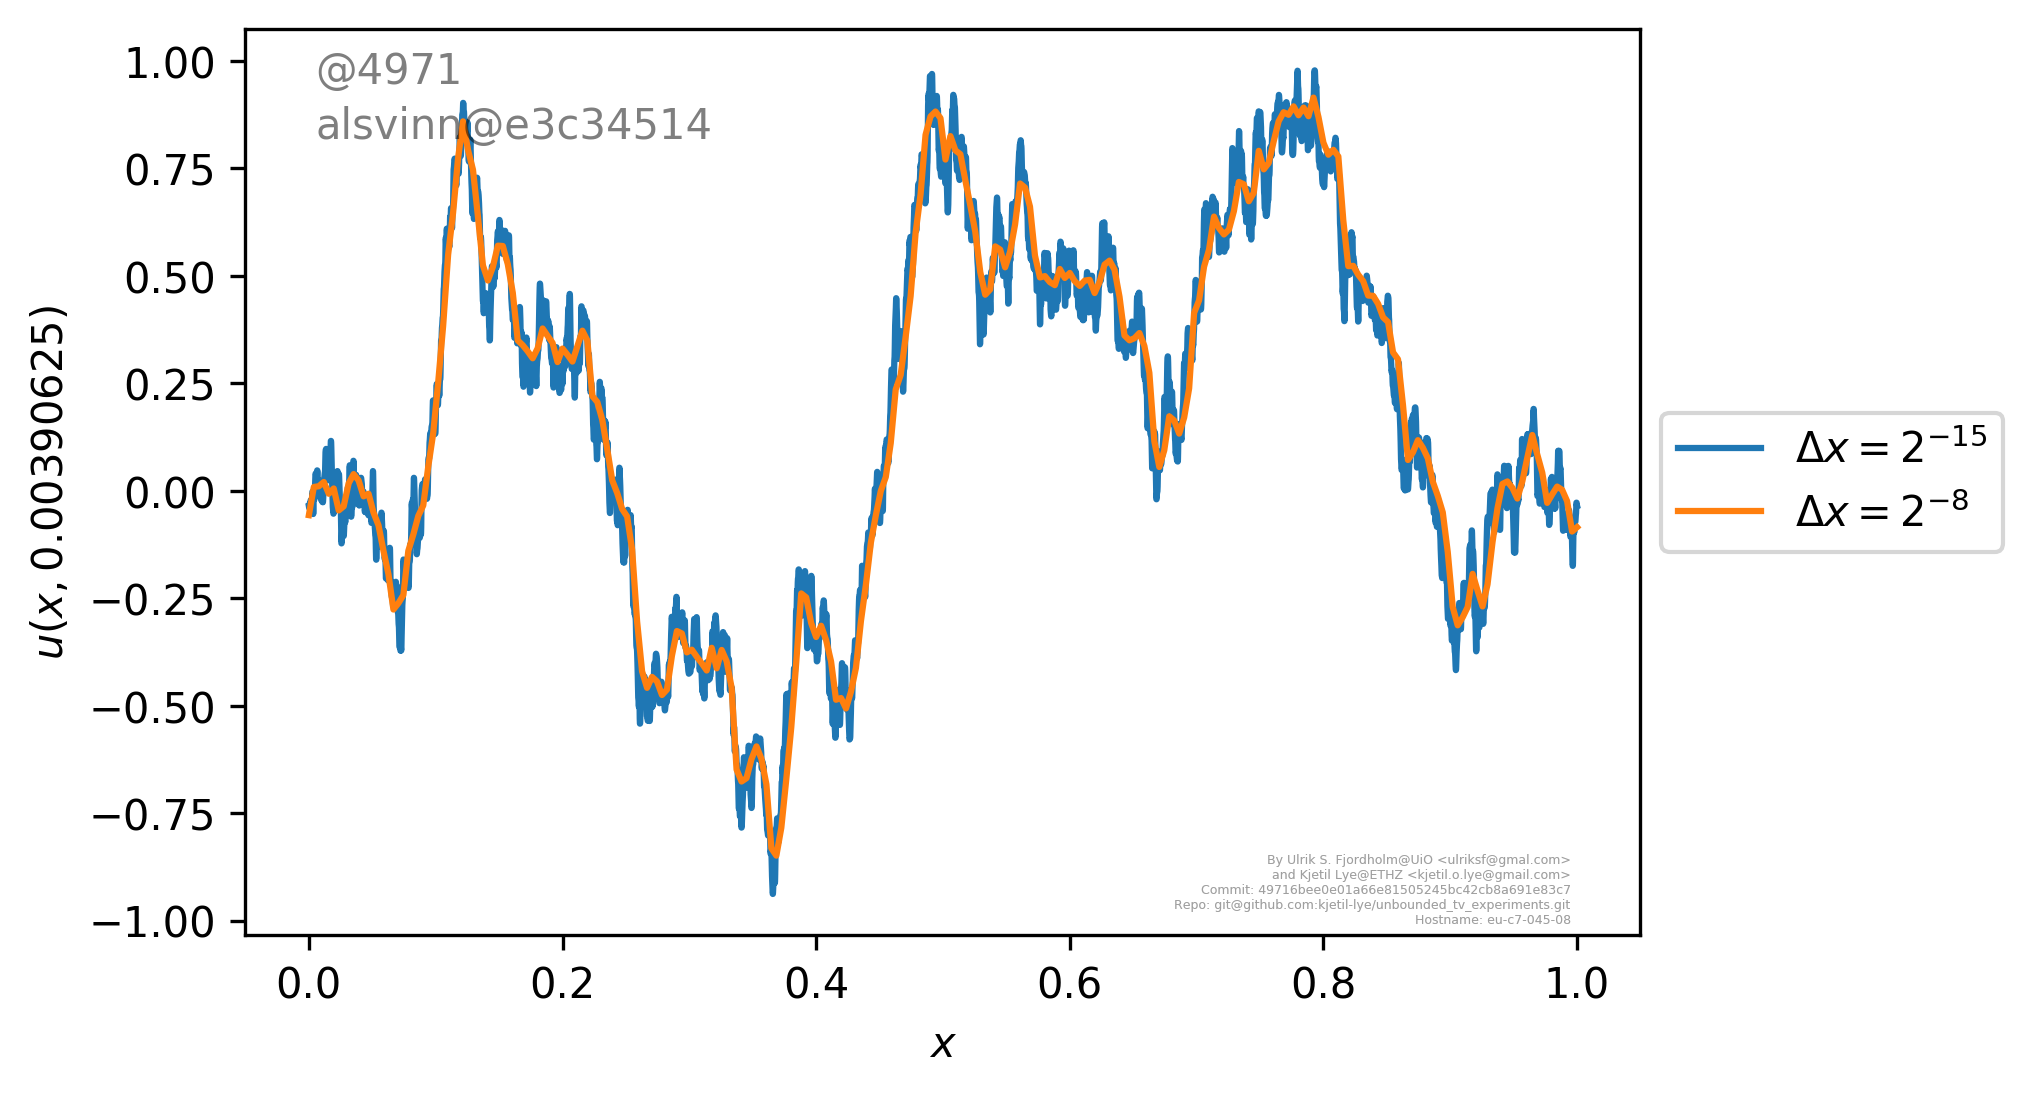 @4971
alsvinn@e3c34514
1.00
0.75
0.50
0.25
0.00
−0.25
−0.50
−0.75
−1.00
u(x, 0.00390625)
0.0 0.2 0.4 0.6 0.8 1.0
x
Δx = 2⁻¹⁵
Δx = 2⁻⁸
By Ulrik S. Fjordholm@UiO <ulriksf@gmal.com>
and Kjetil Lye@ETHZ <kjetil.o.lye@gmail.com>
Commit: 49716bee0e01a66e81505245bc42cb8a691e83c7
Repo: git@github.com:kjetil-lye/unbounded_tv_experiments.git
Hostname: eu-c7-045-08